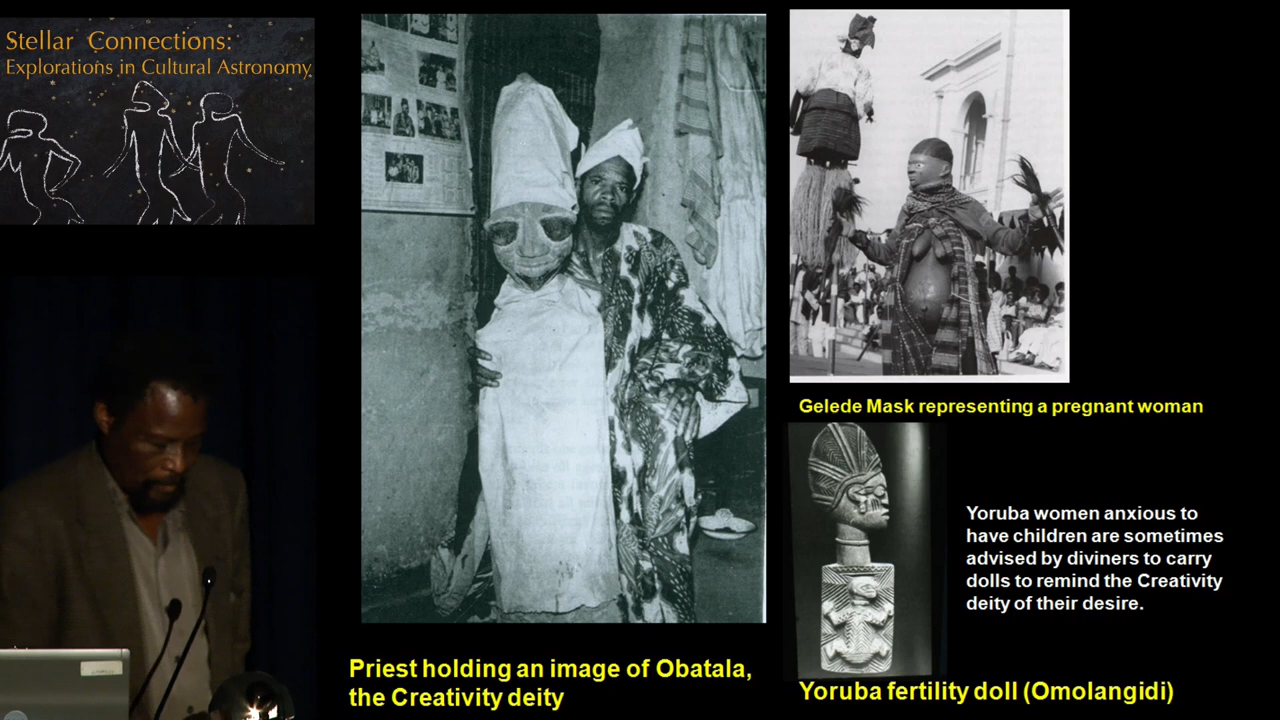 Stellar Connections:
Explorations in Cultural Astronomy
Gelede Mask representing a pregnant woman
Yoruba women anxious to
have children are sometimes
advised by diviners to carry
dolls to remind the Creativity
deity of their desire.
Priest holding an image of Obatala,
the Creativity deity
Yoruba fertility doll (Omolangidi)